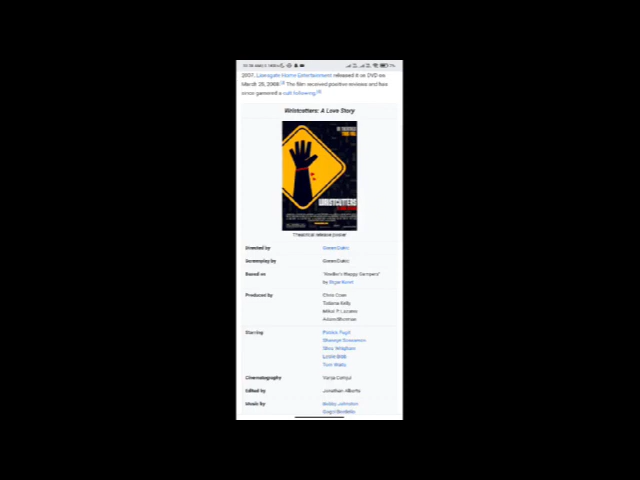 2007. Lionsgate Home Entertainment released it on DVD on
March 25, 2008. The film received positive reviews and has
since garnered a cult following.
Wristcutters: A Love Story
WRISTCUTTERS
Theatrical release poster
Directed by Goran Dukic
Screenplay by Goran Dukic
Based on "Kneller's Happy Campers"
by Etgar Keret
Produced by Chris Coen
Tatiana Kelly
Mikal P. Lazarev
Adam Sherman
Starring Patrick Fugit
Shannyn Sossamon
Shea Whigham
Leslie Bibb
Tom Waits
Cinematography Vanja Černjul
Edited by Jonathan Alberts
Music by Bobby Johnston
Gogol Bordello